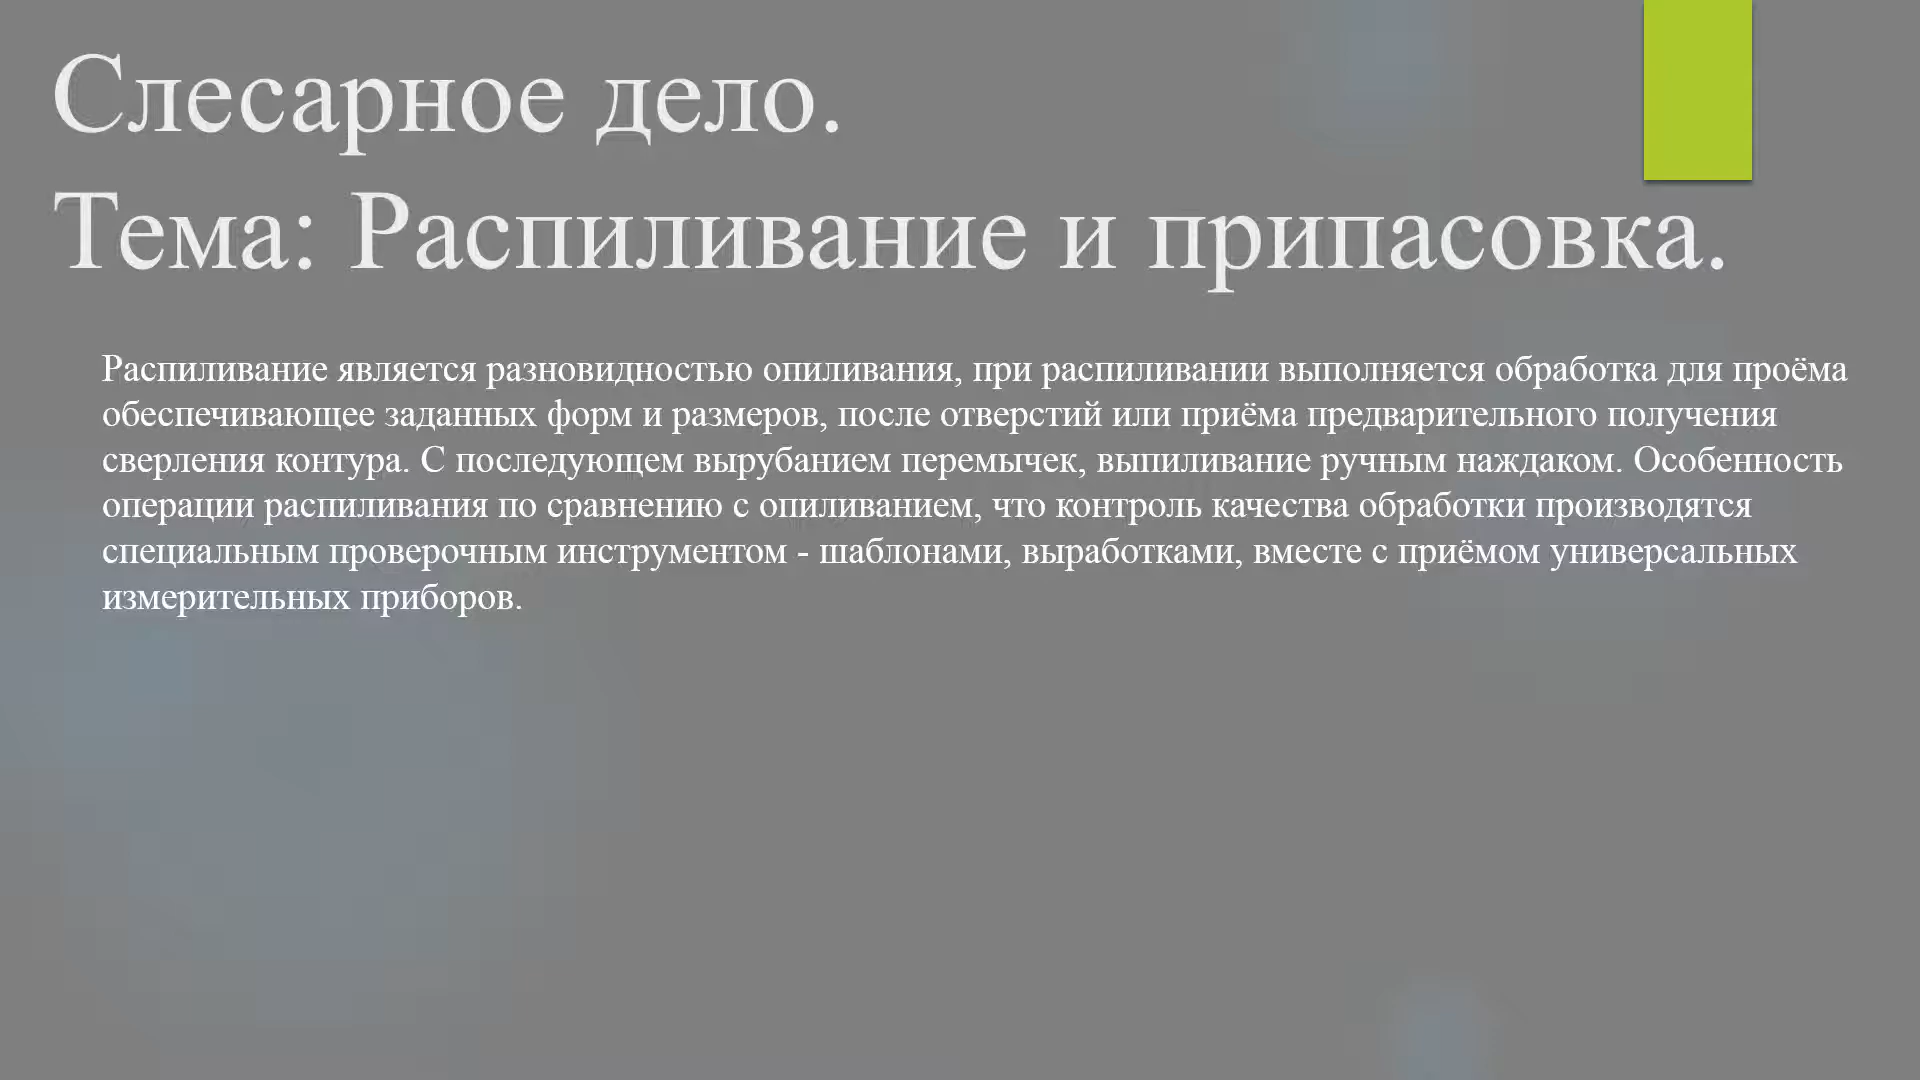 Слесарное дело.
Тема: Распиливание и припасовка.
Распиливание является разновидностью опиливания, при распиливании выполняется обработка для проёма
обеспечивающее заданных форм и размеров, после отверстий или приёма предварительного получения
сверления контура. С последующем вырубанием перемычек, выпиливание ручным наждаком. Особенность
операции распиливания по сравнению с опиливанием, что контроль качества обработки производятся
специальным проверочным инструментом - шаблонами, выработками, вместе с приёмом универсальных
измерительных приборов.